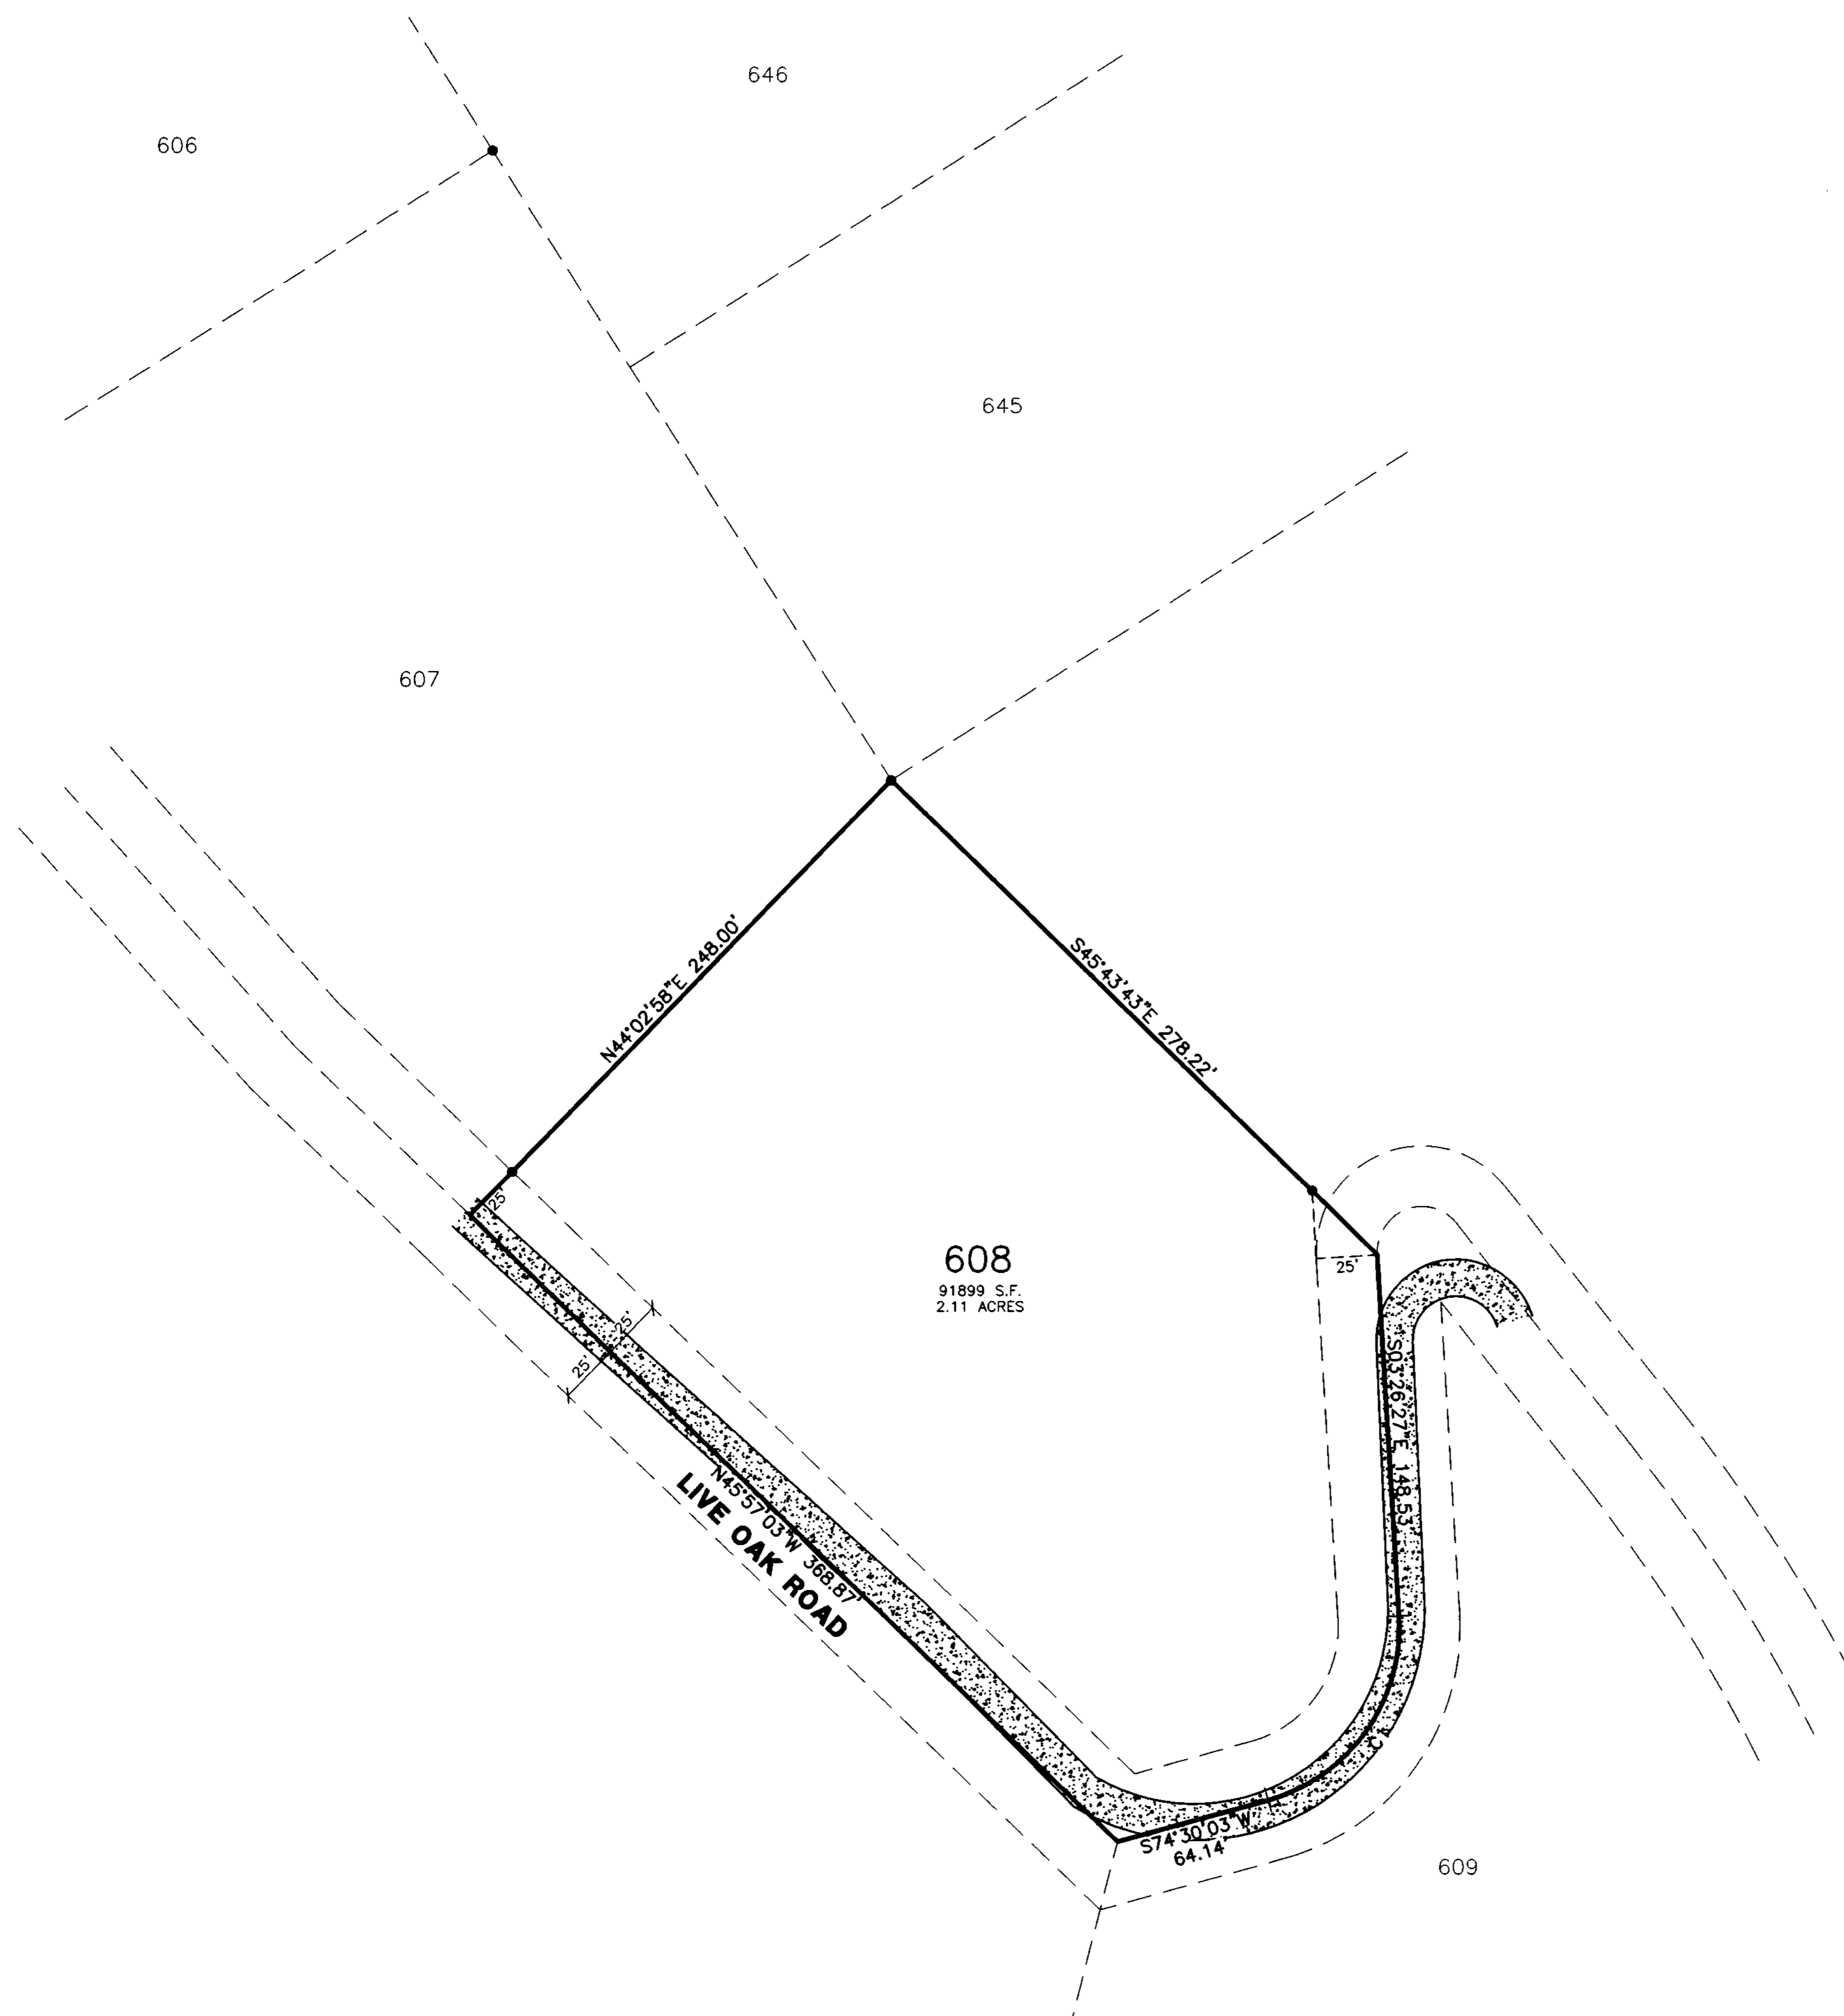 646
606
645
607
N44°02'58"E 248.00'
S45°43'43"E 278.22'
25'
608
91899 S.F.
2.11 ACRES
25'
25'
25'
S03°26'27"E 148.53'
N45°57'03"W 368.87'
LIVE OAK ROAD
C1
S74°30'03"W
64.14'
609